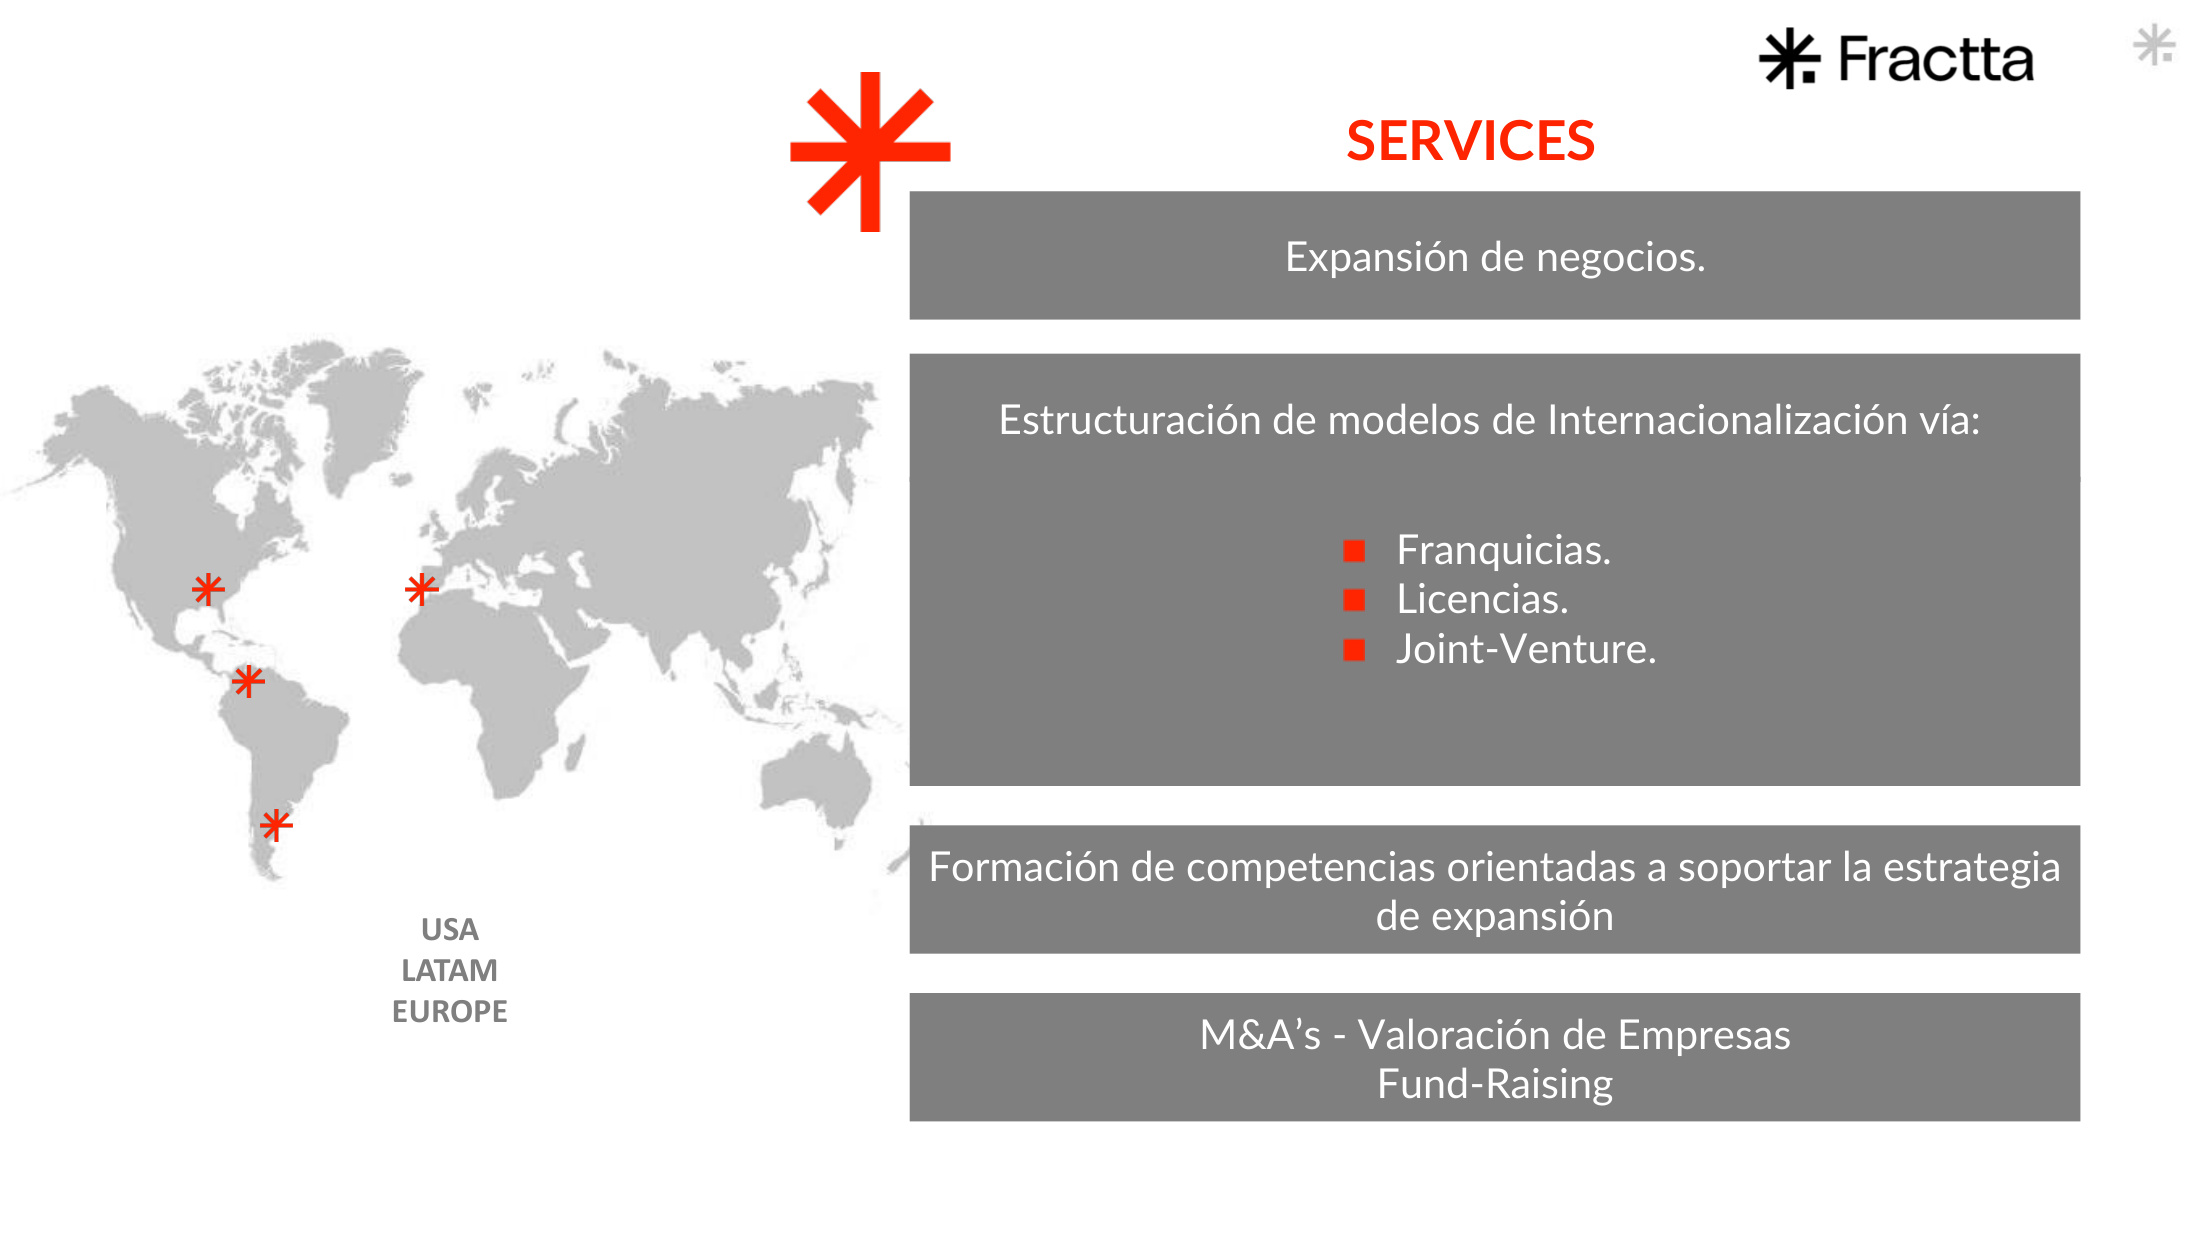 Fractta
SERVICES
Expansión de negocios.
Estructuración de modelos de Internacionalización vía:
Franquicias.
Licencias.
Joint-Venture.
Formación de competencias orientadas a soportar la estrategia
de expansión
M&A’s - Valoración de Empresas
Fund-Raising
USA
LATAM
EUROPE